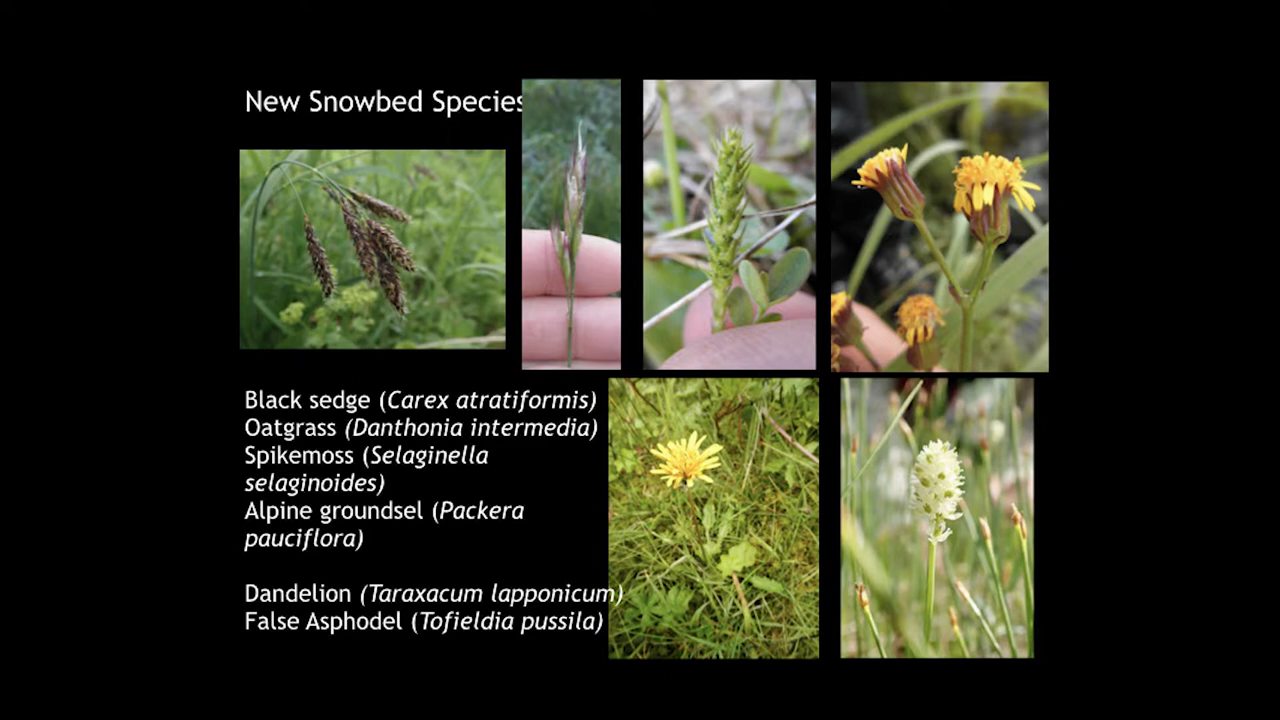 New Snowbed Species
Black sedge (Carex atratiformis)
Oatgrass (Danthonia intermedia)
Spikemoss (Selaginella
selaginoides)
Alpine groundsel (Packera
pauciflora)
Dandelion (Taraxacum lapponicum)
False Asphodel (Tofieldia pussila)